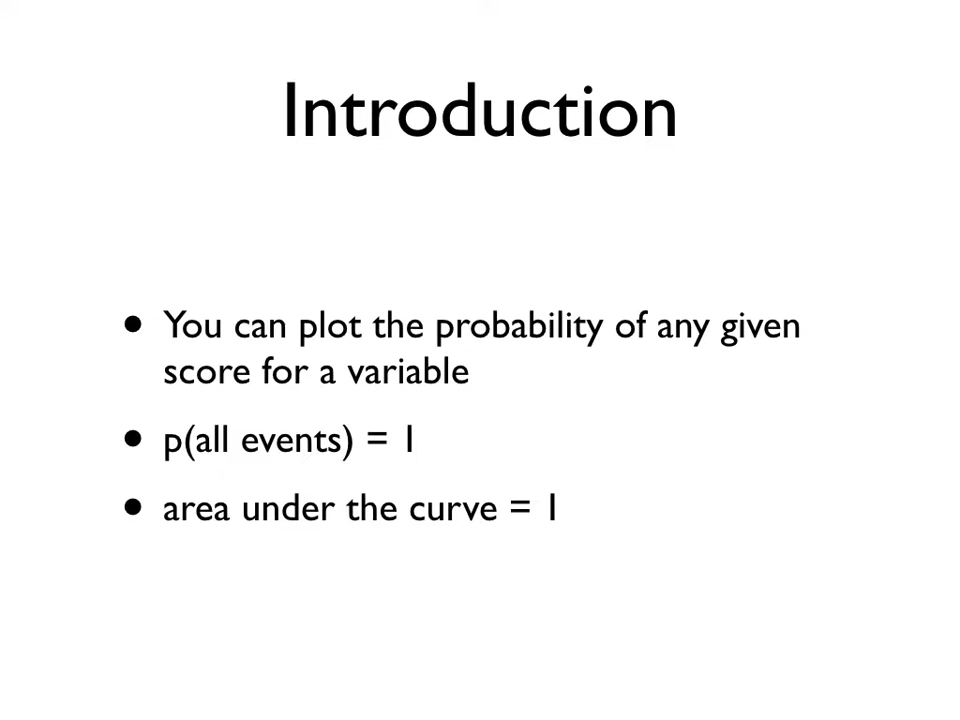 Introduction
• You can plot the probability of any given
score for a variable
• p(all events) = 1
• area under the curve = 1